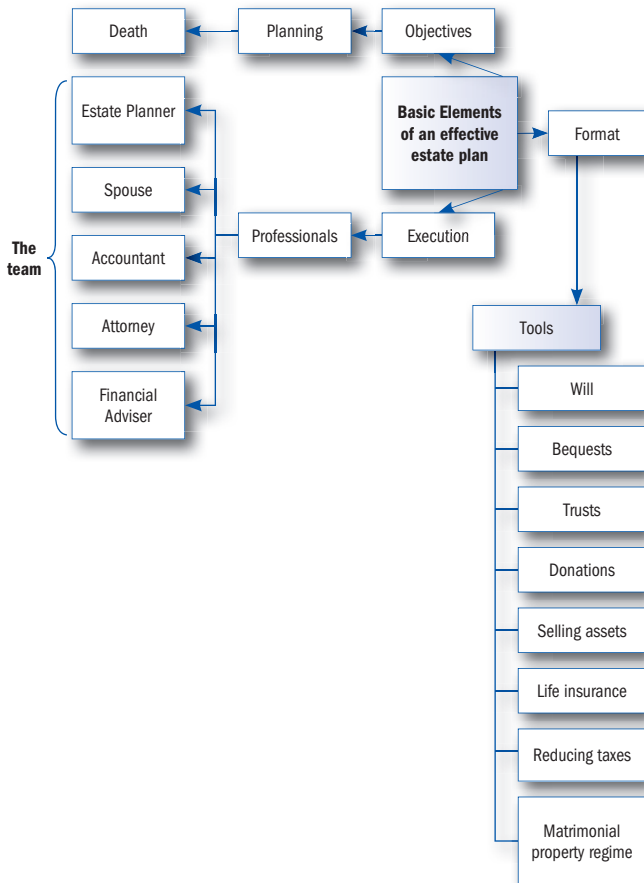 Death
Planning
Objectives
Basic Elements
of an effective
estate plan
Format
Estate Planner
Spouse
Professionals
Execution
The
team
Accountant
Attorney
Financial
Adviser
Tools
Will
Bequests
Trusts
Donations
Selling assets
Life insurance
Reducing taxes
Matrimonial
property regime